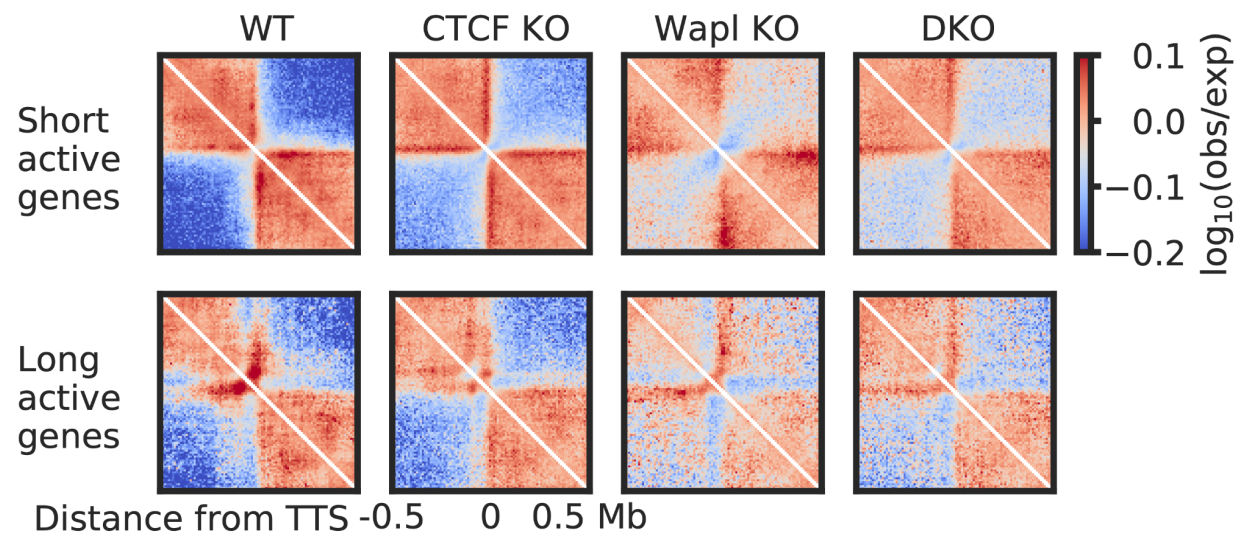 WT CTCF KO Wapl KO DKO
Short
active
genes
0.1
0.0
−0.1
−0.2
log10(obs/exp)
Long
active
genes
Distance from TTS -0.5 0 0.5 Mb